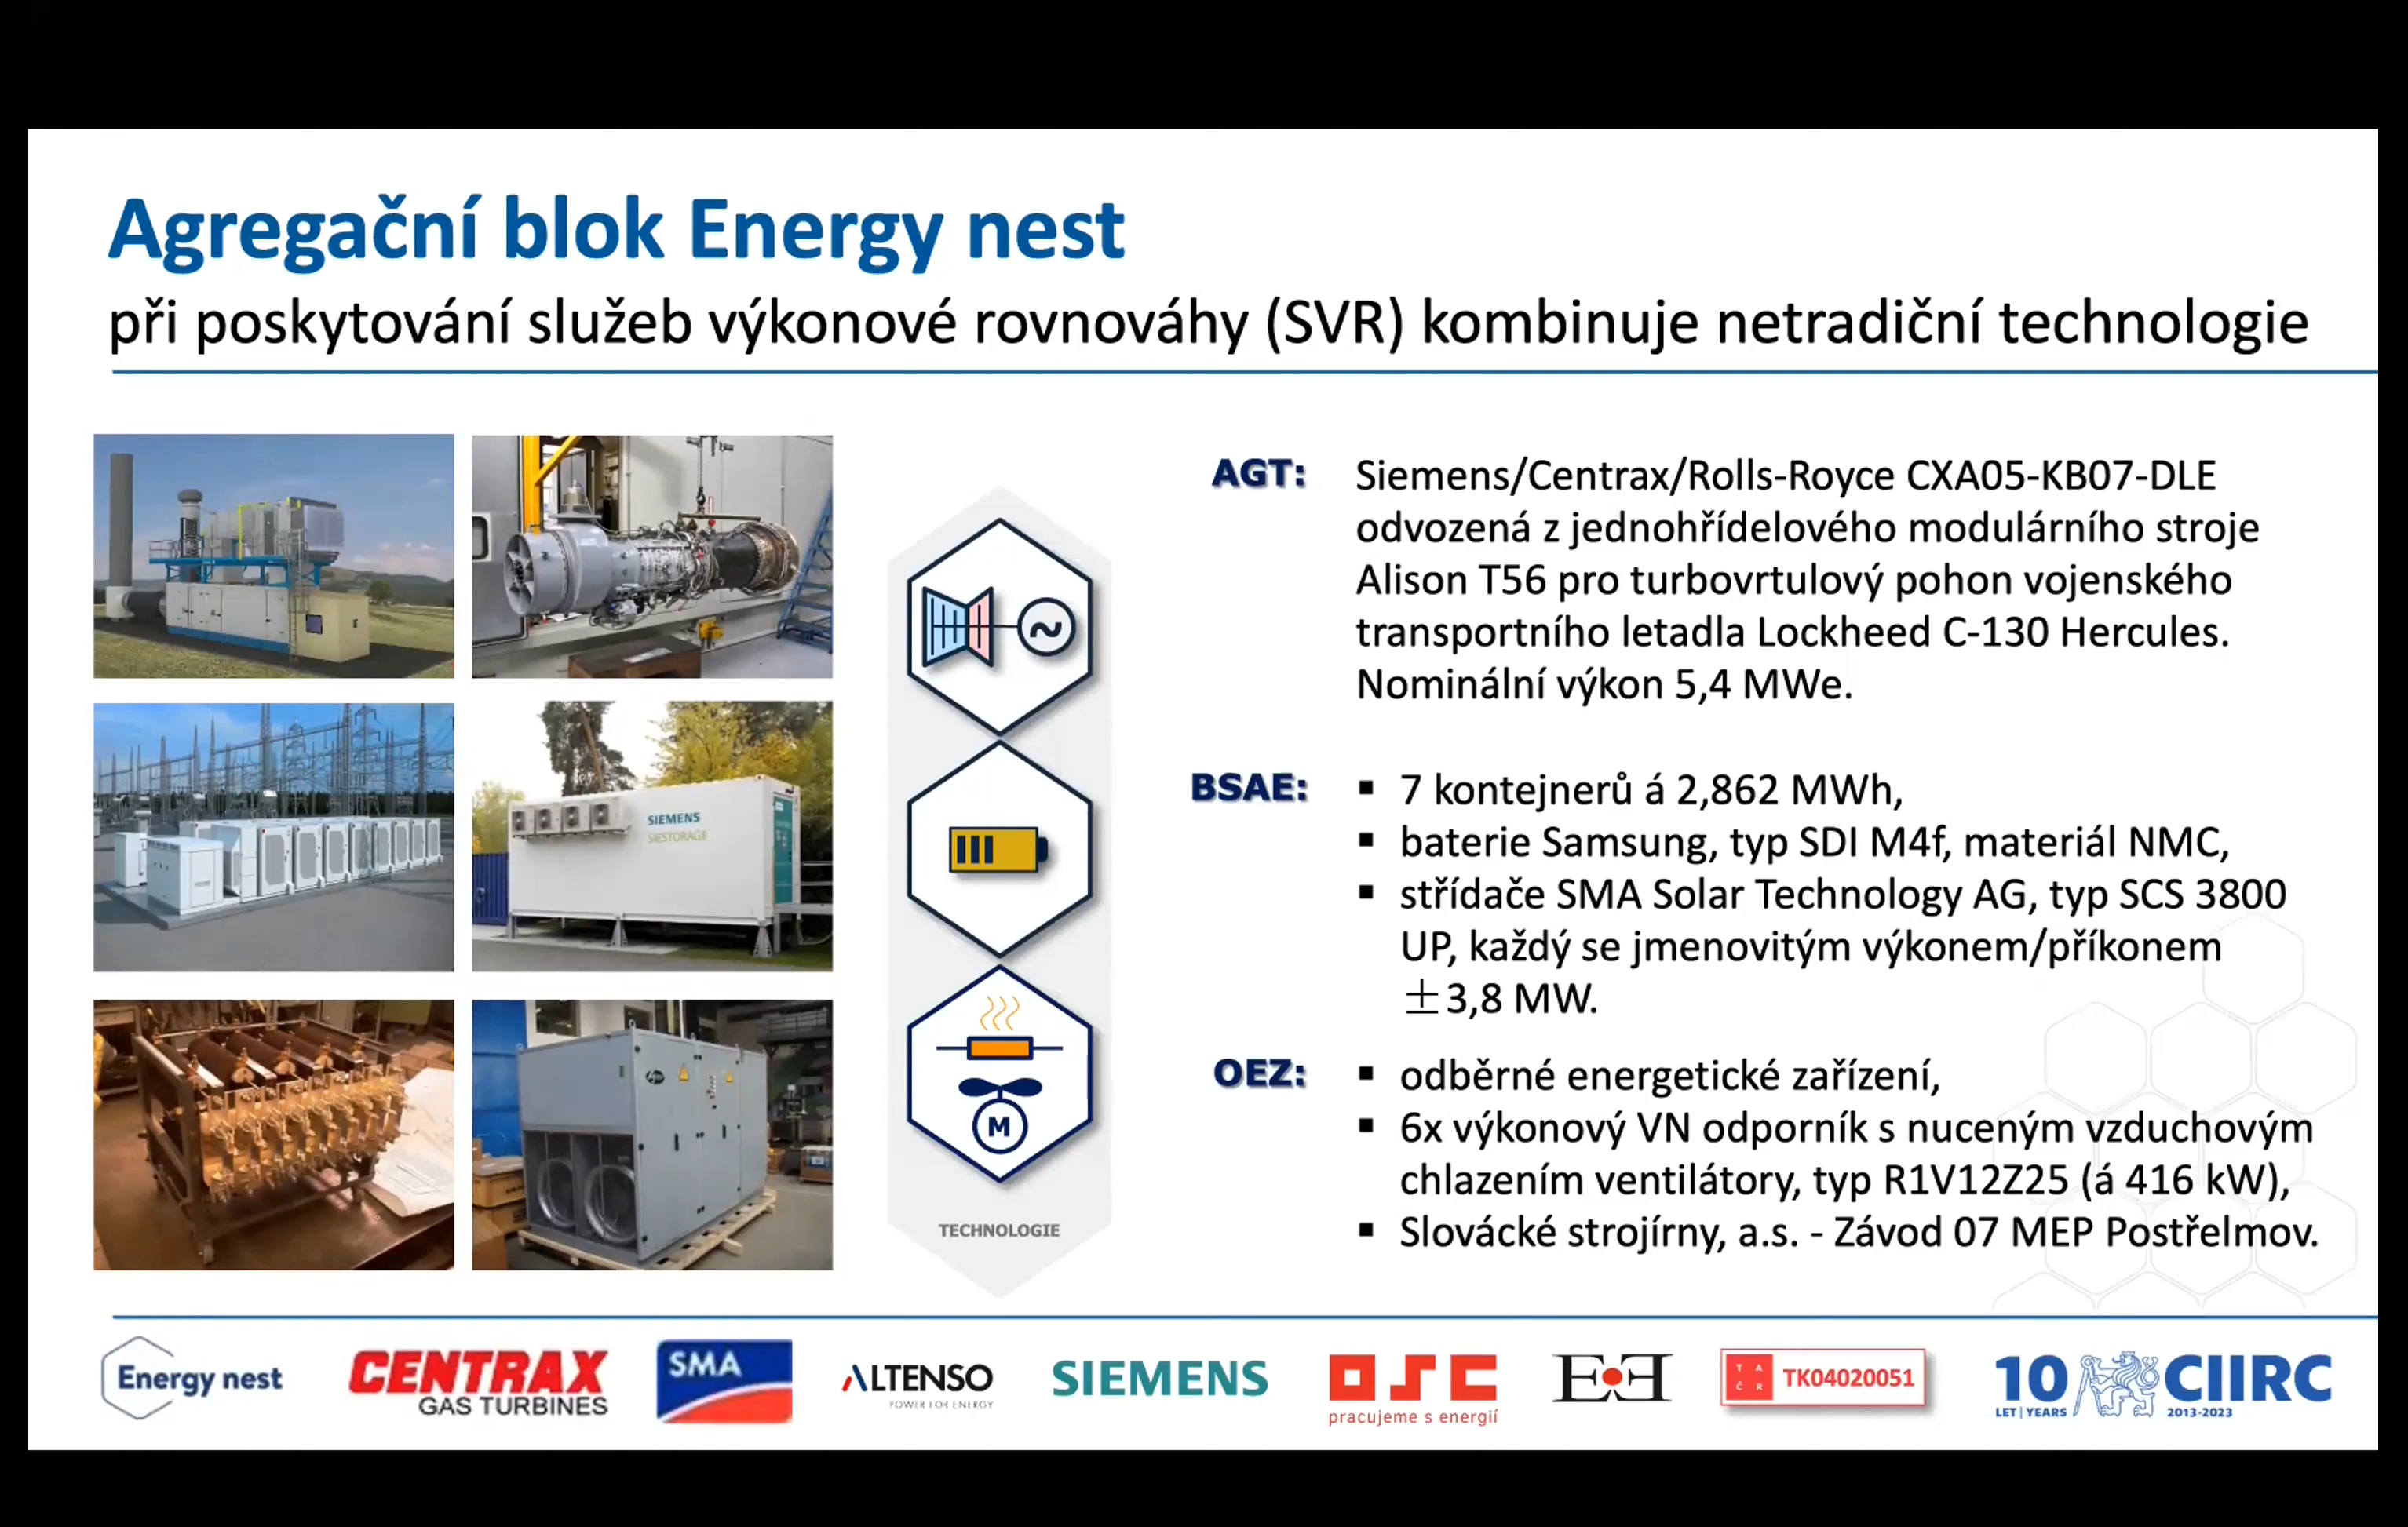 Agregační blok Energy nest
při poskytování služeb výkonové rovnováhy (SVR) kombinuje netradiční technologie
SIEMENS
SIESTORAGE
M
TECHNOLOGIE
AGT: Siemens/Centrax/Rolls-Royce CXA05-KB07-DLE
odvozená z jednohřídelového modulárního stroje
Alison T56 pro turbovrtulový pohon vojenského
transportního letadla Lockheed C-130 Hercules.
Nominální výkon 5,4 MWe.
BSAE: ▪ 7 kontejnerů á 2,862 MWh,
▪ baterie Samsung, typ SDI M4f, materiál NMC,
▪ střídače SMA Solar Technology AG, typ SCS 3800
UP, každý se jmenovitým výkonem/příkonem
±3,8 MW.
OEZ: ▪ odběrné energetické zařízení,
▪ 6x výkonový VN odporník s nuceným vzduchovým
chlazením ventilátory, typ R1V12Z25 (á 416 kW),
▪ Slovácké strojírny, a.s. - Závod 07 MEP Postřelmov.
Energy nest
CENTRAX
GAS TURBINES
SMA
ALTENSO
POWER FOR ENERGY
SIEMENS
OSC
pracujeme s energií
E•E
T A
Č R
TK04020051
10
LET | YEARS
CIIRC
2013-2023